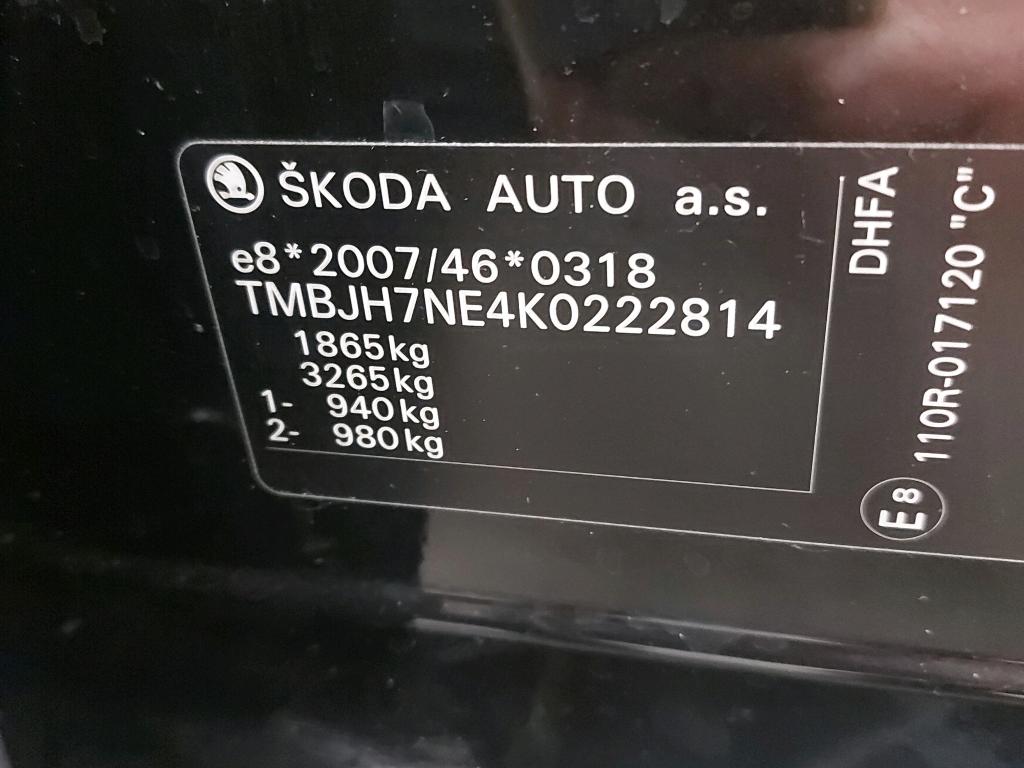 ŠKODA AUTO a.s.
e8*2007/46*0318
TMBJH7NE4K0222814
1865kg
3265kg
1- 940kg
2- 980kg
DHFA
E8 110R-017120 "C"